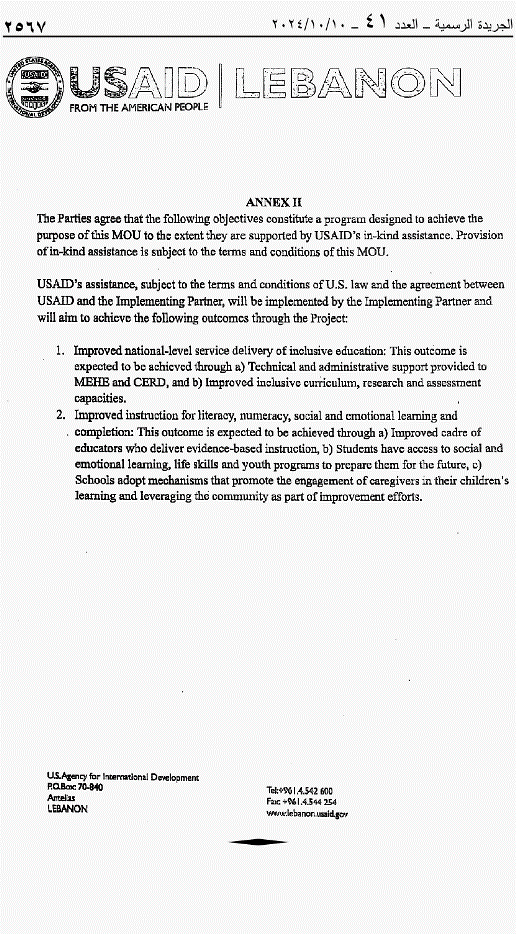 الجريدة الرسمية – العدد ٤١ – ٢٠٢٤/١٠/١٠
٢٥٦٧
USAID | LEBANON
FROM THE AMERICAN PEOPLE
ANNEX II
The Parties agree that the following objectives constitute a program designed to achieve the
purpose of this MOU to the extent they are supported by USAID's in-kind assistance. Provision
of in-kind assistance is subject to the terms and conditions of this MOU.
USAID's assistance, subject to the terms and conditions of U.S. law and the agreement between
USAID and the Implementing Partner, will be implemented by the Implementing Partner and
will aim to achieve the following outcomes through the Project:
1. Improved national-level service delivery of inclusive education: This outcome is
expected to be achieved through a) Technical and administrative support provided to
MEHE and CERD, and b) Improved inclusive curriculum, research and assessment
capacities.
2. Improved instruction for literacy, numeracy, social and emotional learning and
completion: This outcome is expected to be achieved through a) Improved cadre of
educators who deliver evidence-based instruction, b) Students have access to social and
emotional learning, life skills and youth programs to prepare them for the future, c)
Schools adopt mechanisms that promote the engagement of caregivers in their children's
learning and leveraging the community as part of improvement efforts.
U.S. Agency for International Development
P.O.Box: 70-840
Antelias
LEBANON
Tel:+961.4.542 600
Fax: +961.4.544 254
www.lebanon.usaid.gov